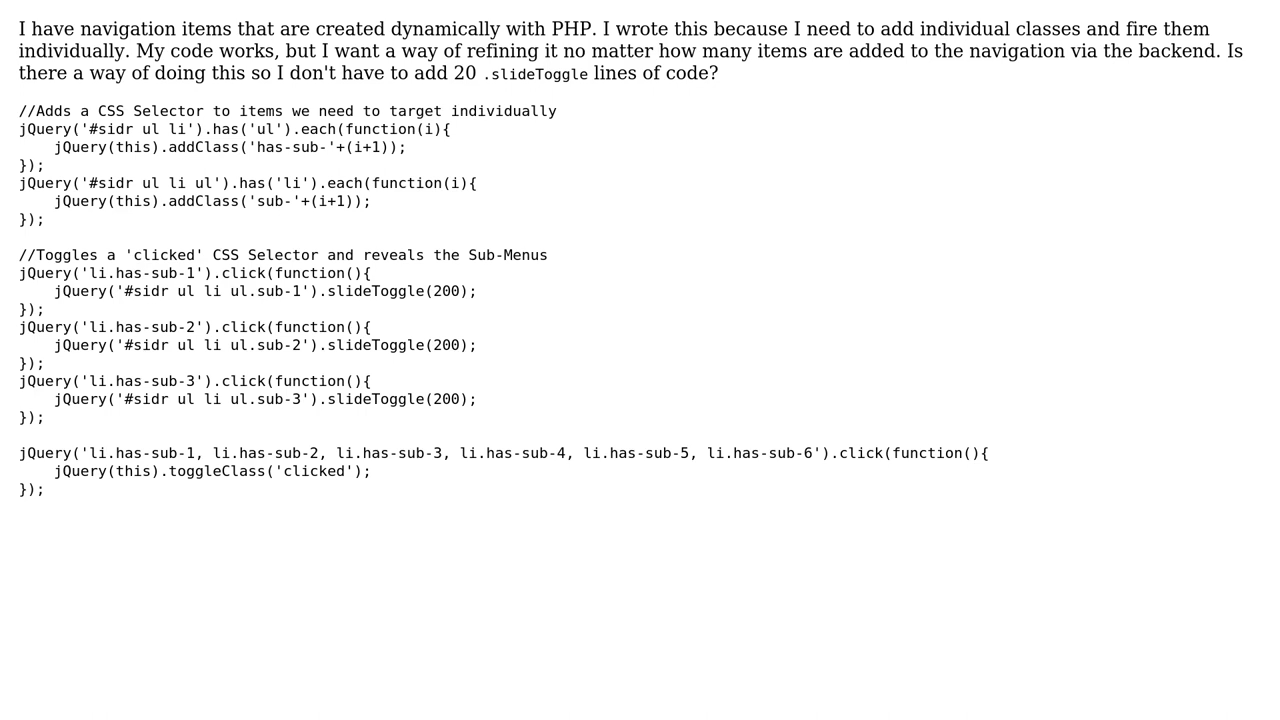 I have navigation items that are created dynamically with PHP. I wrote this because I need to add individual classes and fire them
individually. My code works, but I want a way of refining it no matter how many items are added to the navigation via the backend. Is
there a way of doing this so I don't have to add 20 .slideToggle lines of code?
//Adds a CSS Selector to items we need to target individually
jQuery('#sidr ul li').has('ul').each(function(i){
    jQuery(this).addClass('has-sub-'+(i+1));
});
jQuery('#sidr ul li ul').has('li').each(function(i){
    jQuery(this).addClass('sub-'+(i+1));
});

//Toggles a 'clicked' CSS Selector and reveals the Sub-Menus
jQuery('li.has-sub-1').click(function(){
    jQuery('#sidr ul li ul.sub-1').slideToggle(200);
});
jQuery('li.has-sub-2').click(function(){
    jQuery('#sidr ul li ul.sub-2').slideToggle(200);
});
jQuery('li.has-sub-3').click(function(){
    jQuery('#sidr ul li ul.sub-3').slideToggle(200);
});

jQuery('li.has-sub-1, li.has-sub-2, li.has-sub-3, li.has-sub-4, li.has-sub-5, li.has-sub-6').click(function(){
    jQuery(this).toggleClass('clicked');
});